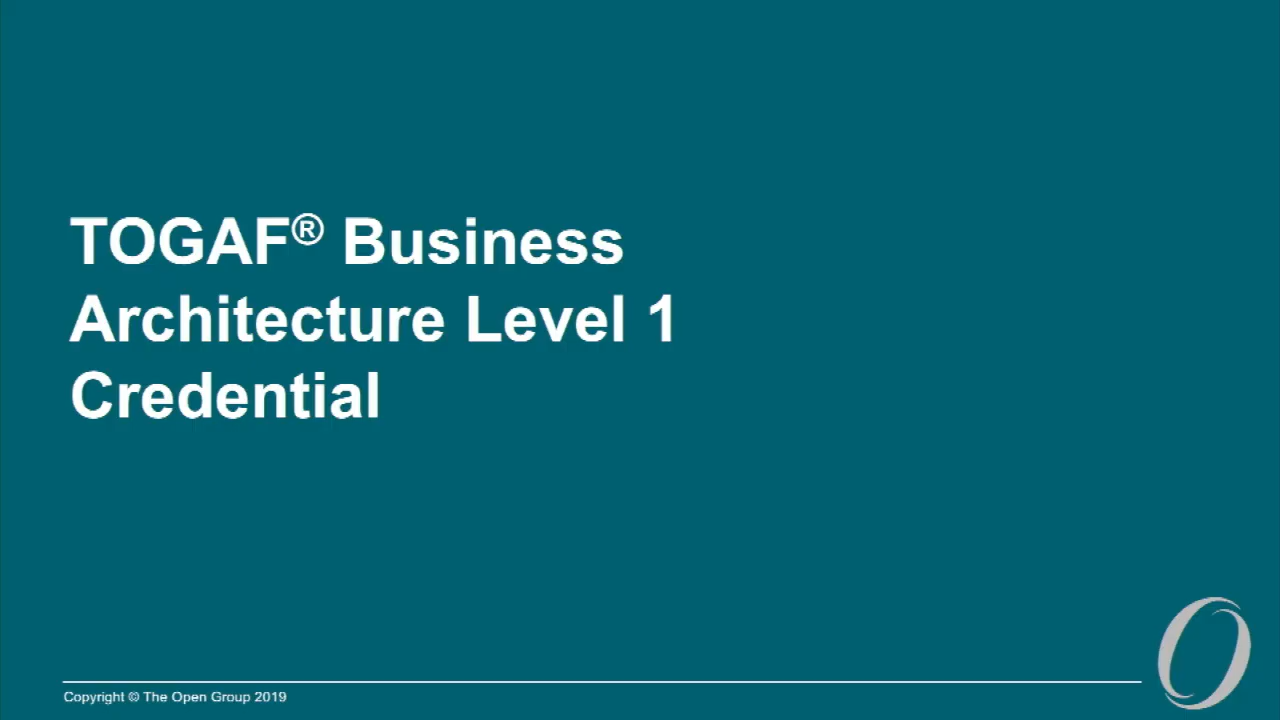 TOGAF® Business
Architecture Level 1
Credential
Copyright © The Open Group 2019